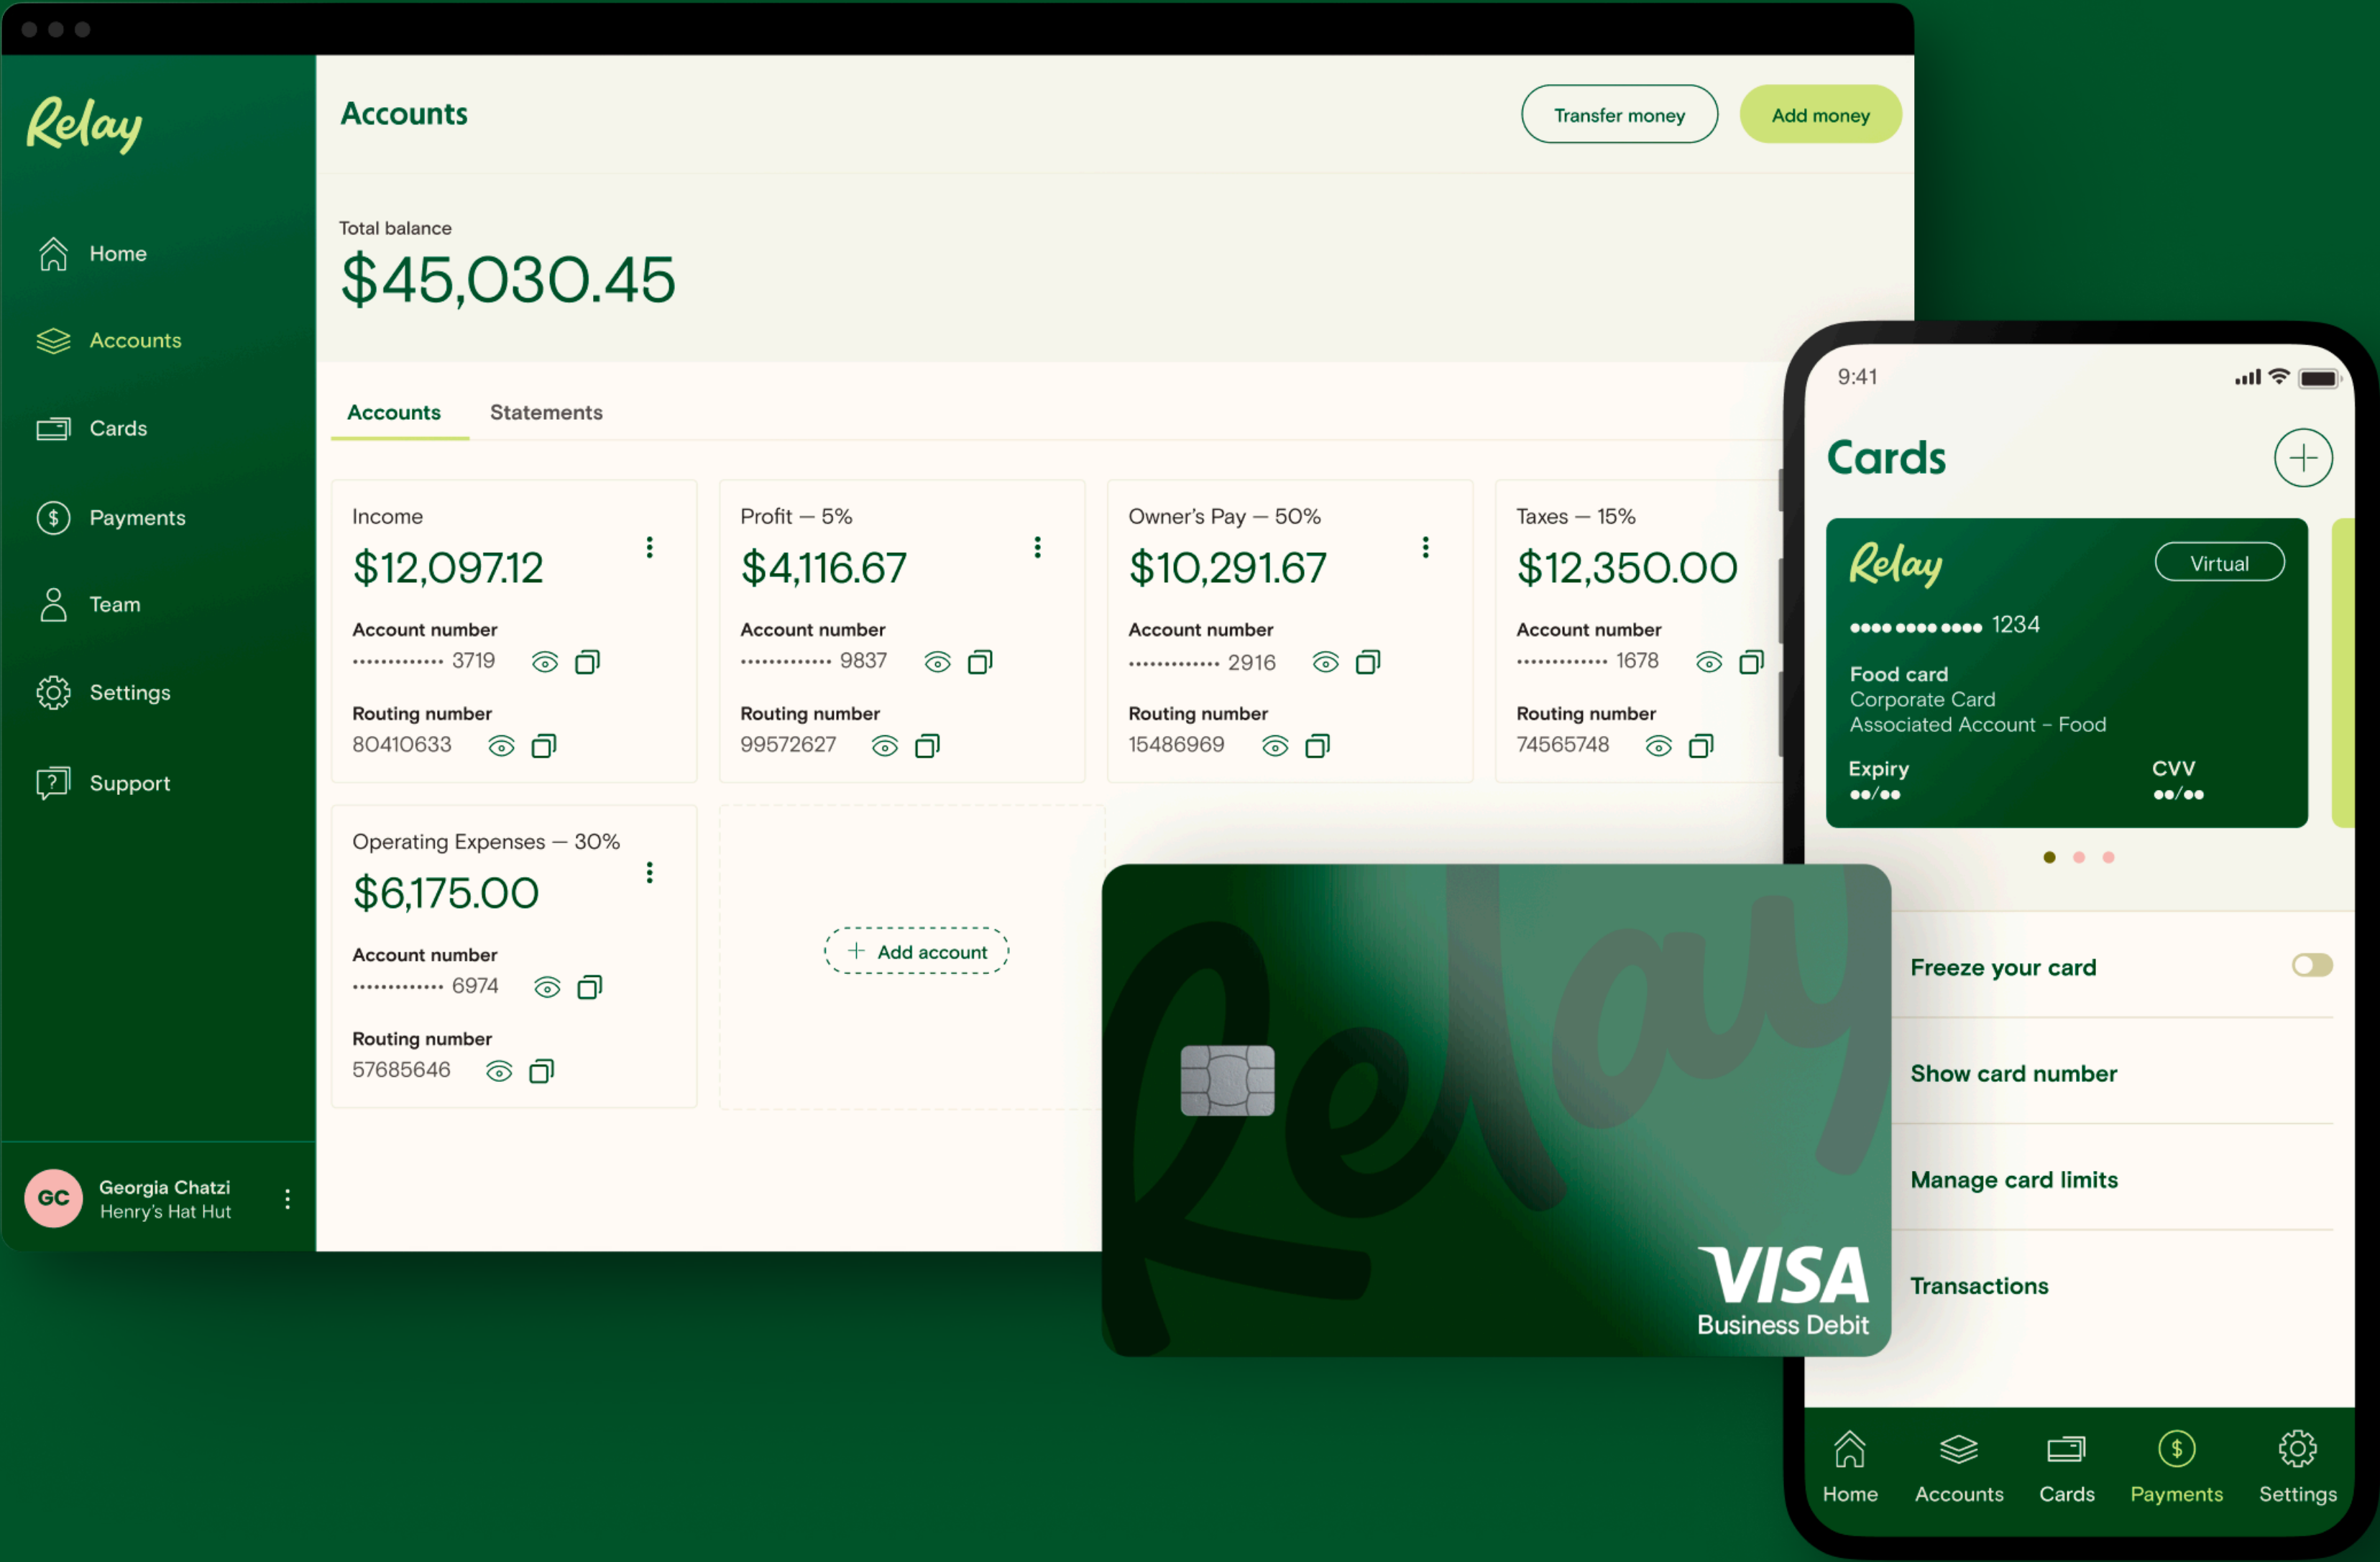 Relay
Home
Accounts
Cards
Payments
Team
Settings
Support
GC
Georgia Chatzi
Henry's Hat Hut
Accounts
Transfer money
Add money
Total balance
$45,030.45
Accounts
Statements
Income
$12,097.12
Account number
············· 3719
Routing number
80410633
Profit — 5%
$4,116.67
Account number
············· 9837
Routing number
99572627
Owner's Pay — 50%
$10,291.67
Account number
············· 2916
Routing number
15486969
Taxes — 15%
$12,350.00
Account number
············· 1678
Routing number
74565748
Operating Expenses — 30%
$6,175.00
Account number
············· 6974
Routing number
57685646
+ Add account
Relay
VISA
Business Debit
9:41
Cards
Relay
Virtual
•••• •••• •••• 1234
Food card
Corporate Card
Associated Account – Food
Expiry
••/••
CVV
••/••
Freeze your card
Show card number
Manage card limits
Transactions
Home
Accounts
Cards
Payments
Settings